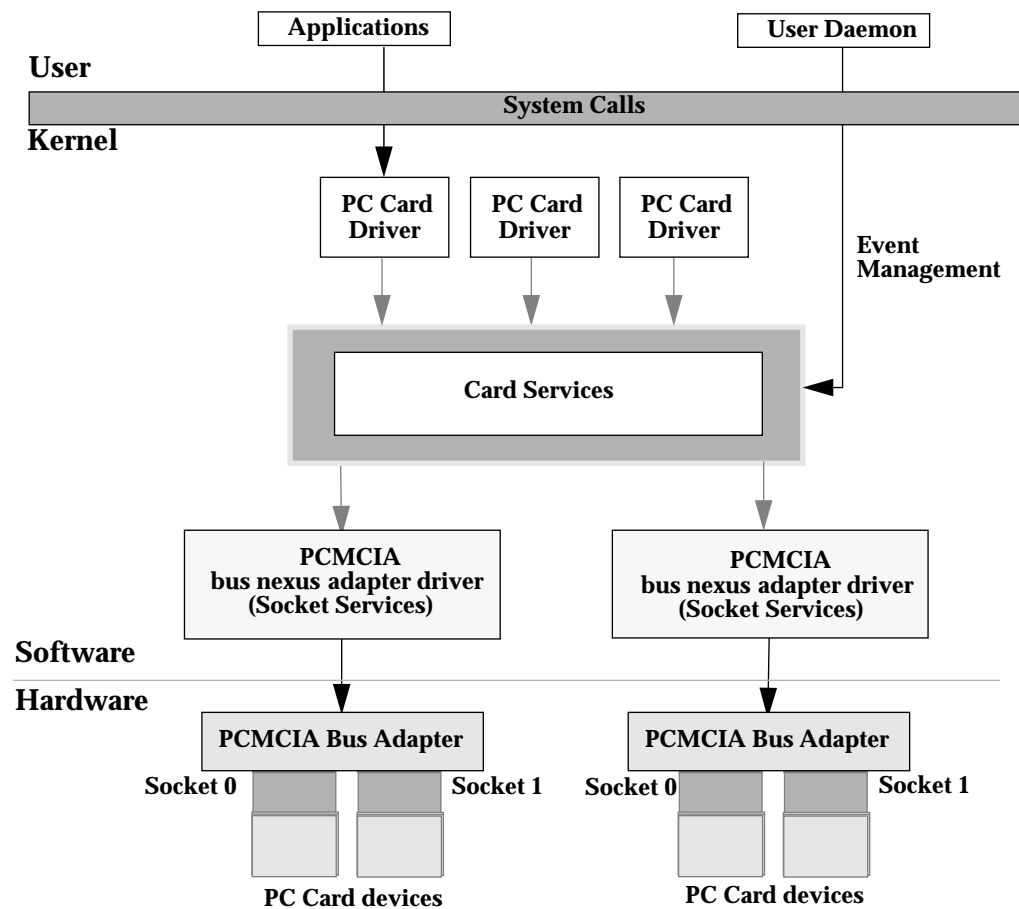 Applications
User Daemon
User
System Calls
Kernel
PC Card
Driver
PC Card
Driver
PC Card
Driver
Event
Management
Card Services
PCMCIA
bus nexus adapter driver
(Socket Services)
PCMCIA
bus nexus adapter driver
(Socket Services)
Software
Hardware
PCMCIA Bus Adapter
PCMCIA Bus Adapter
Socket 0
Socket 1
Socket 0
Socket 1
PC Card devices
PC Card devices